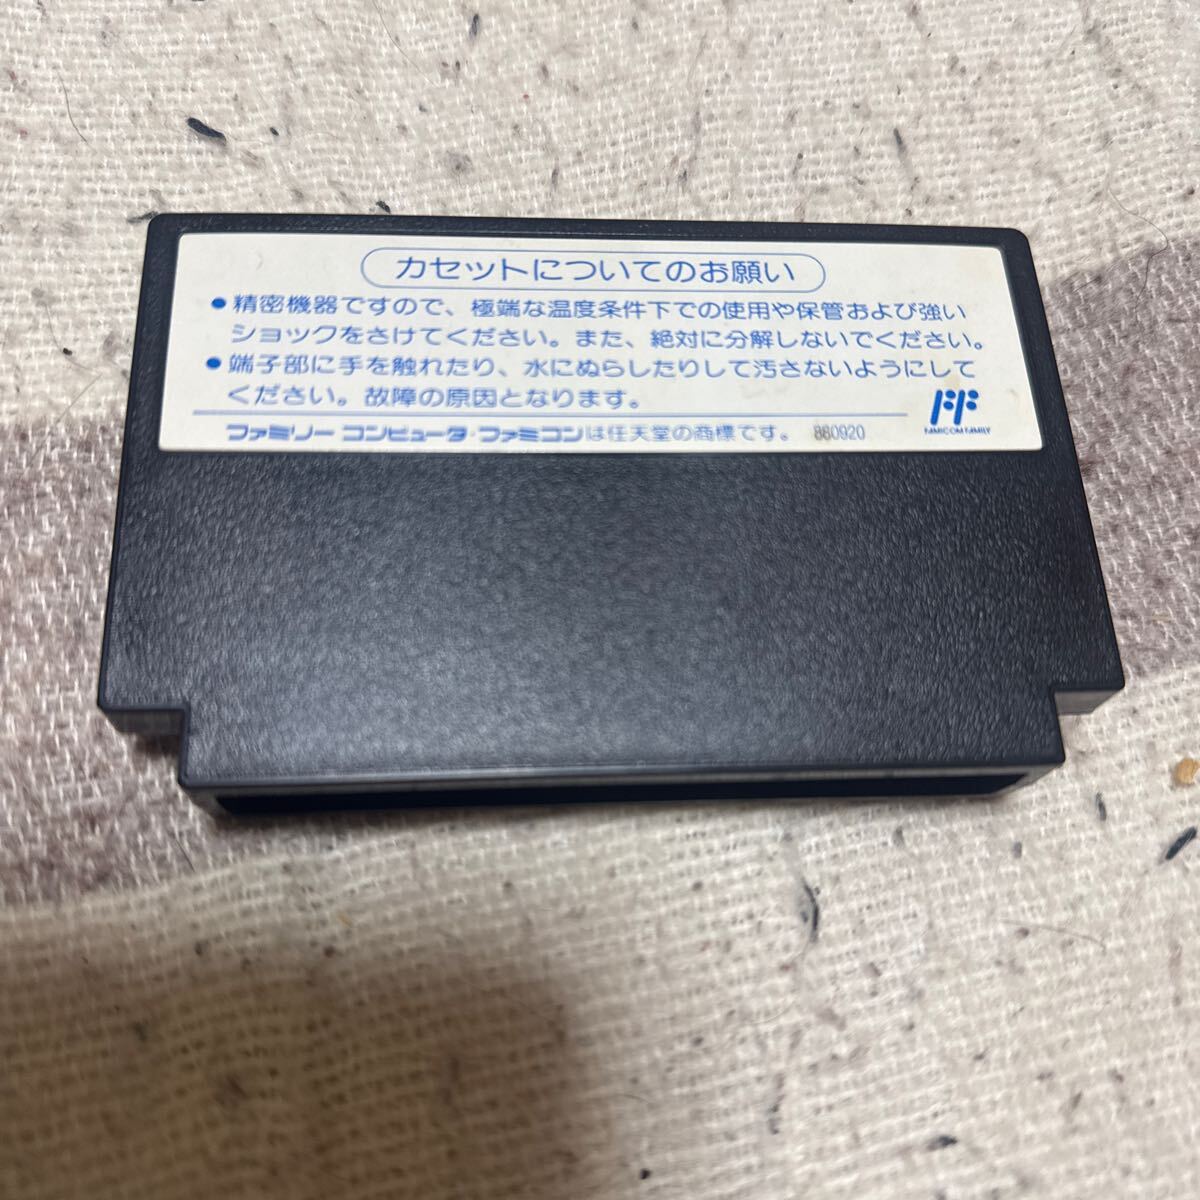 カセットについてのお願い
● 精密機器ですので、極端な温度条件下での使用や保管および強い
ショックをさけてください。また、絶対に分解しないでください。
● 端子部に手を触れたり、水にぬらしたりして汚さないようにして
ください。故障の原因となります。
ファミリーコンピュータ・ファミコンは任天堂の商標です。 880920
FAMICOM FAMILY